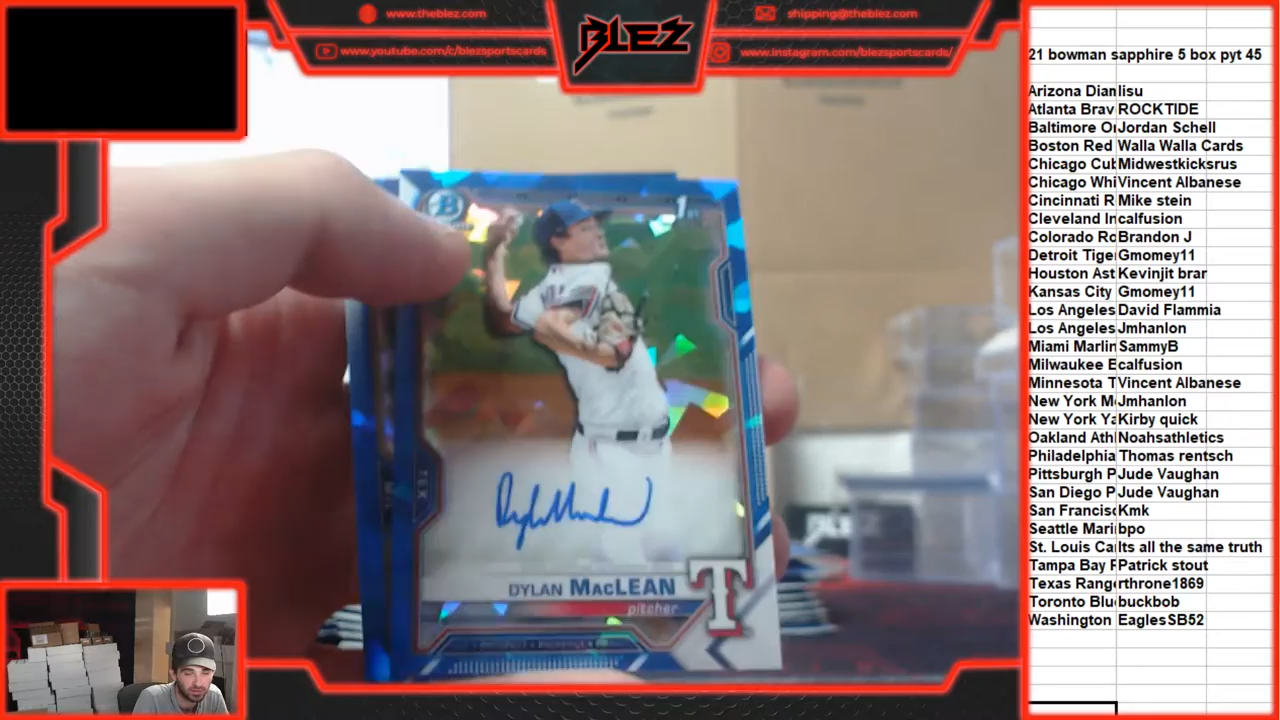 www.theblez.com
shipping@theblez.com
www.youtube.com/c/blezsportscards
BLEZ
www.instagram.com/blezsportscards/
21 bowman sapphire 5 box pyt 45
Arizona Diam lisu
Atlanta Brav ROCKTIDE
Baltimore O Jordan Schell
Boston Red Walla Walla Cards
Chicago Cub Midwestkicksrus
Chicago Whi Vincent Albanese
Cincinnati R Mike stein
Cleveland In calfusion
Colorado Ro Brandon J
Detroit Tige Gmomey11
Houston Ast Kevinjit brar
Kansas City Gmomey11
Los Angeles David Flammia
Los Angeles Jmhanlon
Miami Marlin SammyB
Milwaukee B calfusion
Minnesota T Vincent Albanese
New York M Jmhanlon
New York Ya Kirby quick
Oakland Ath Noahsathletics
Philadelphia Thomas rentsch
Pittsburgh P Jude Vaughan
San Diego P Jude Vaughan
San Francisc Kmk
Seattle Mari bpo
St. Louis Ca Its all the same truth
Tampa Bay R Patrick stout
Texas Range throne1869
Toronto Blu buckbob
Washington EaglesSB52
B
1st
TEX
DYLAN MacLEAN
pitcher
T
BLEZ